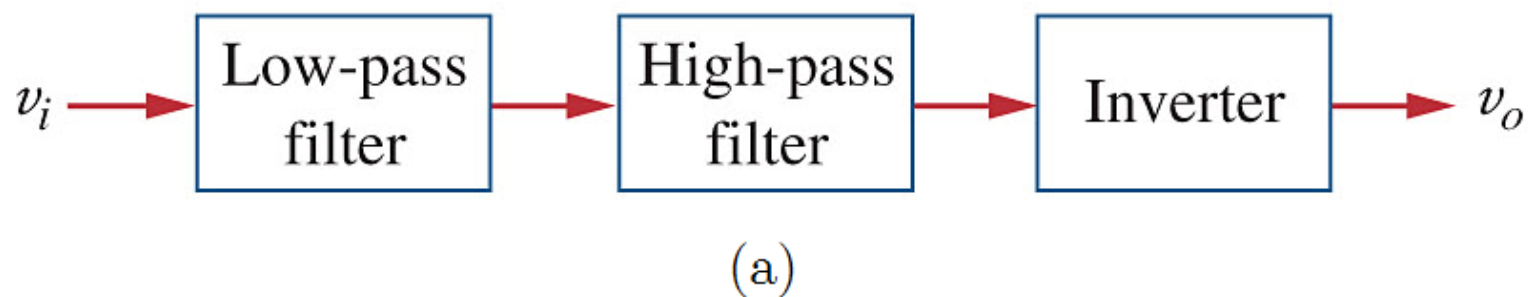 v_i
Low-pass
filter
High-pass
filter
Inverter
v_o
(a)